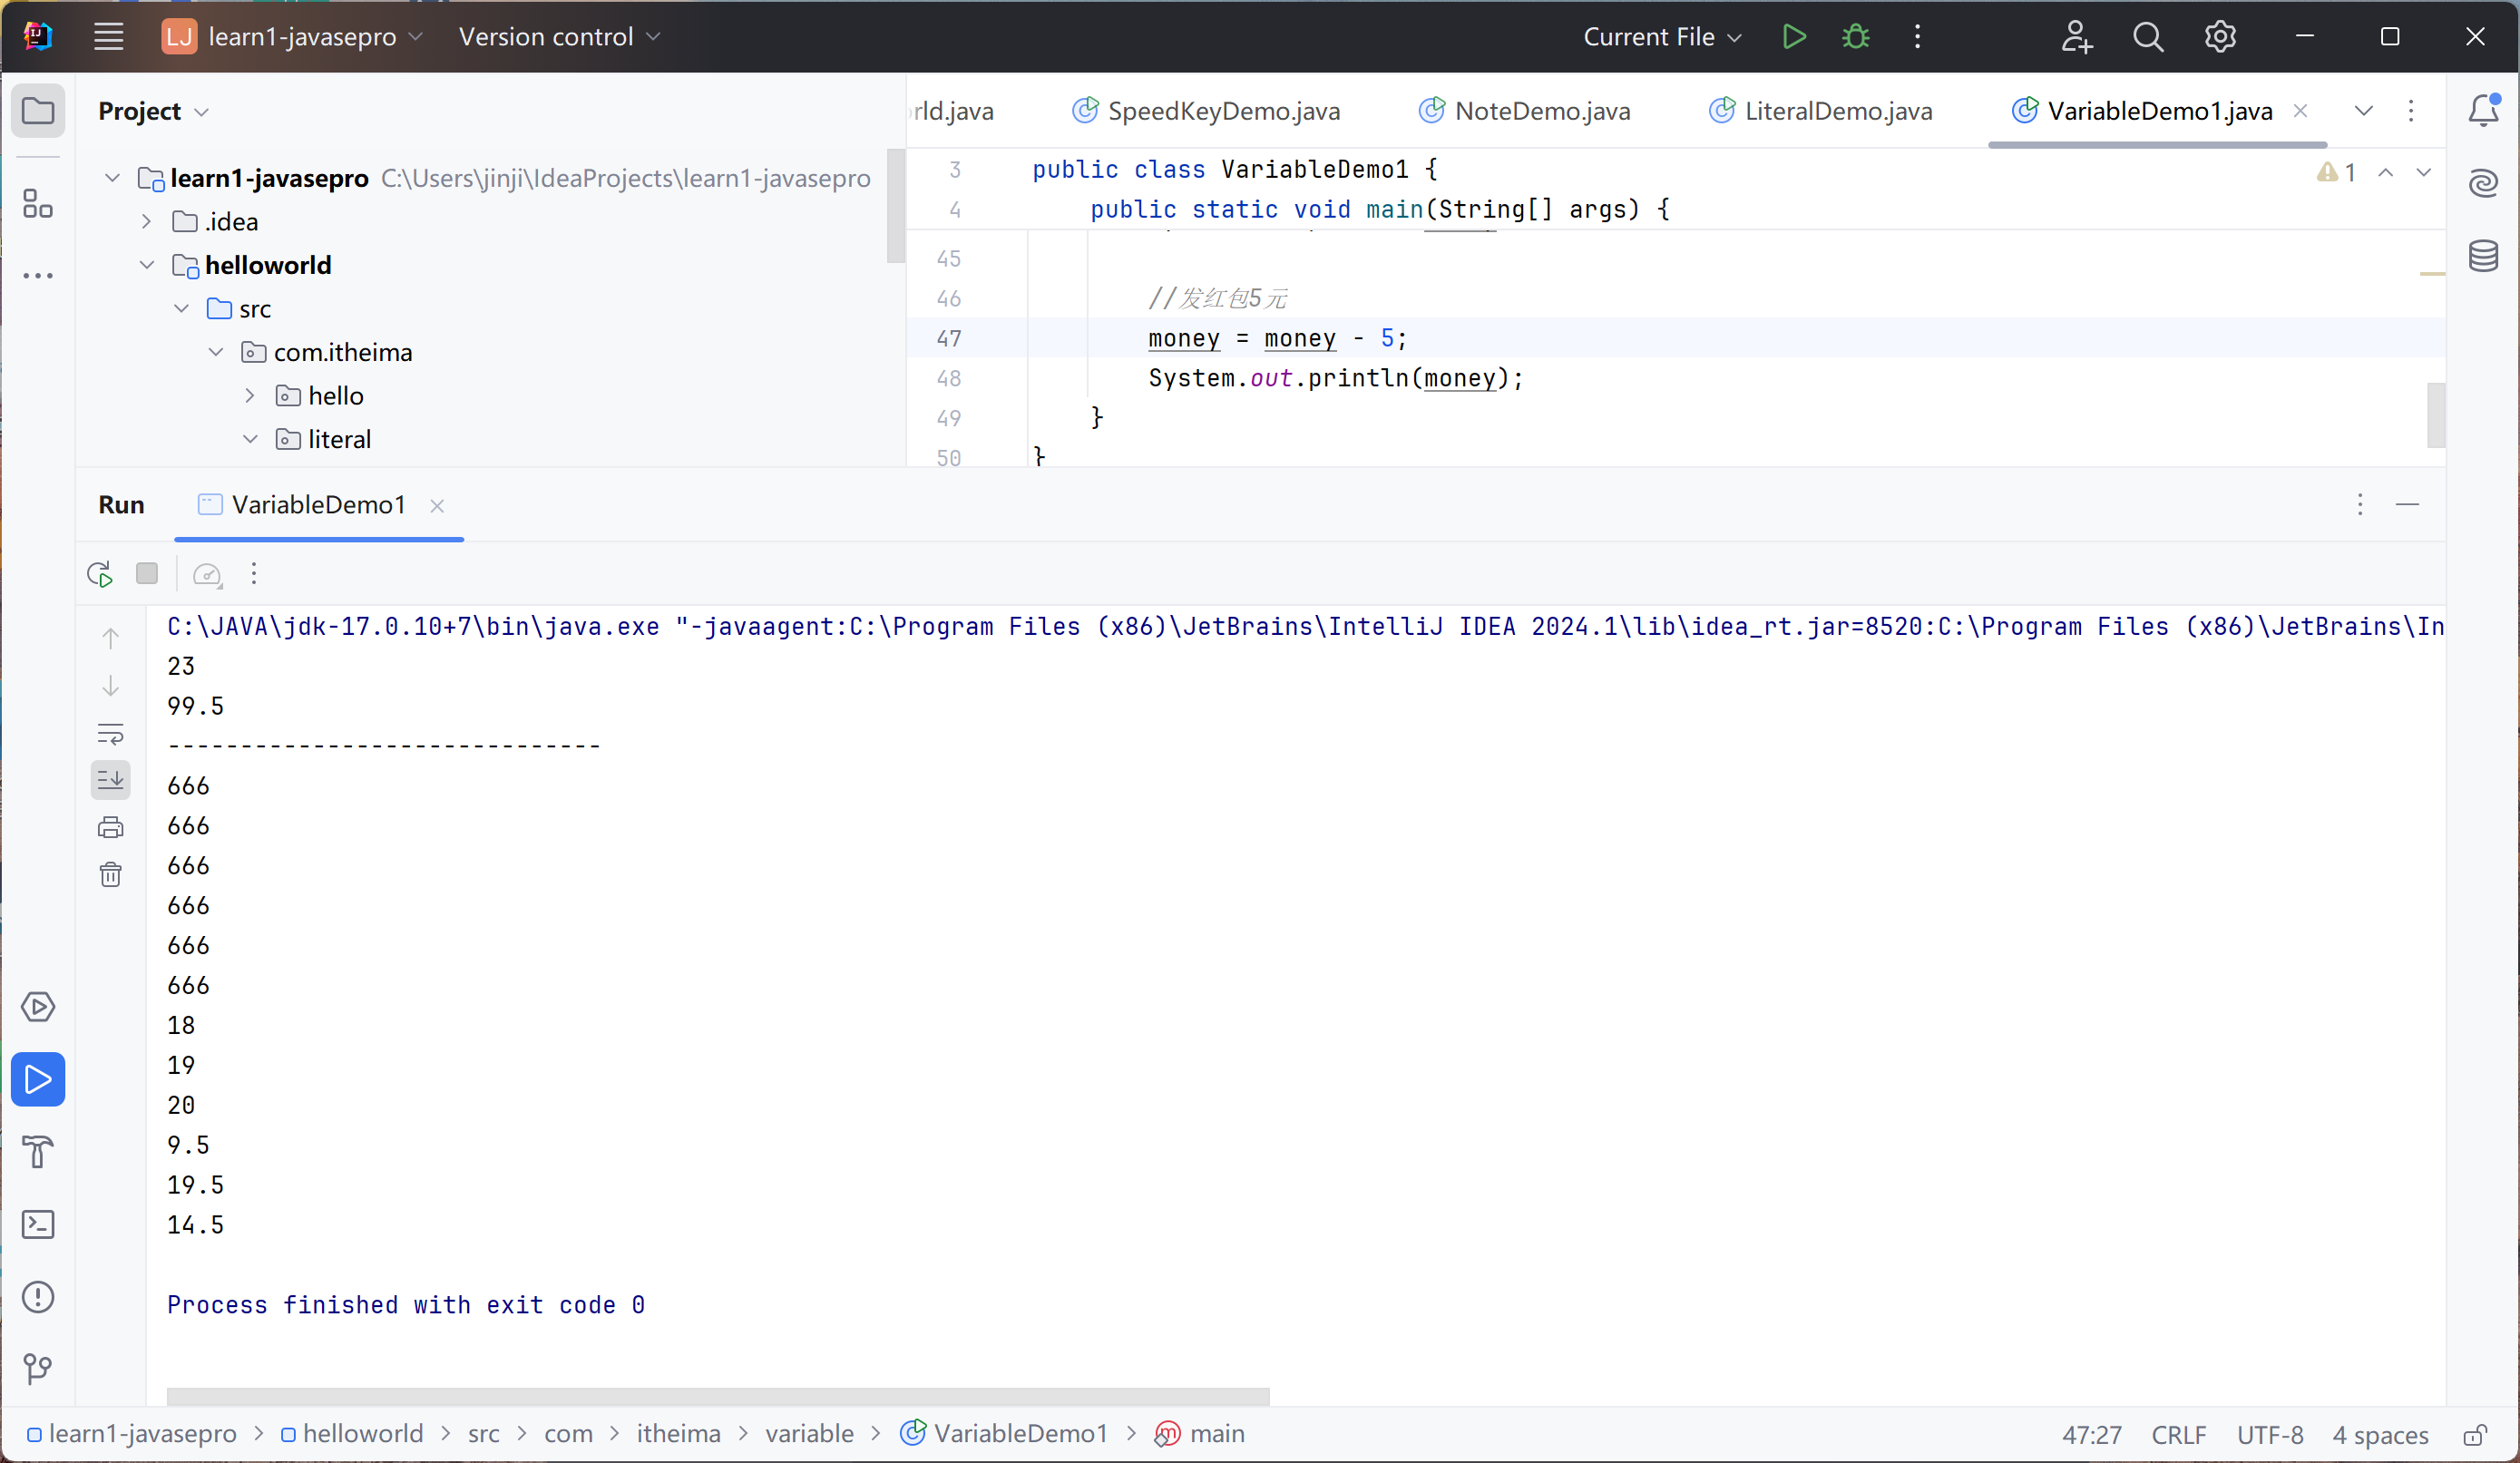 LJ learn1-javasepro Version control Current File
Project
rld.java SpeedKeyDemo.java NoteDemo.java LiteralDemo.java VariableDemo1.java
learn1-javasepro C:\Users\jinji\IdeaProjects\learn1-javasepro
.idea
helloworld
src
com.itheima
hello
literal
3 public class VariableDemo1 {
1
4 public static void main(String[] args) {
45
46 //发红包5元
47 money = money - 5;
48 System.out.println(money);
49 }
50 }
Run VariableDemo1
C:\JAVA\jdk-17.0.10+7\bin\java.exe "-javaagent:C:\Program Files (x86)\JetBrains\IntelliJ IDEA 2024.1\lib\idea_rt.jar=8520:C:\Program Files (x86)\JetBrains\In
23
99.5
------------------------------
666
666
666
666
666
666
18
19
20
9.5
19.5
14.5
Process finished with exit code 0
learn1-javasepro > helloworld > src > com > itheima > variable > VariableDemo1 > main 47:27 CRLF UTF-8 4 spaces